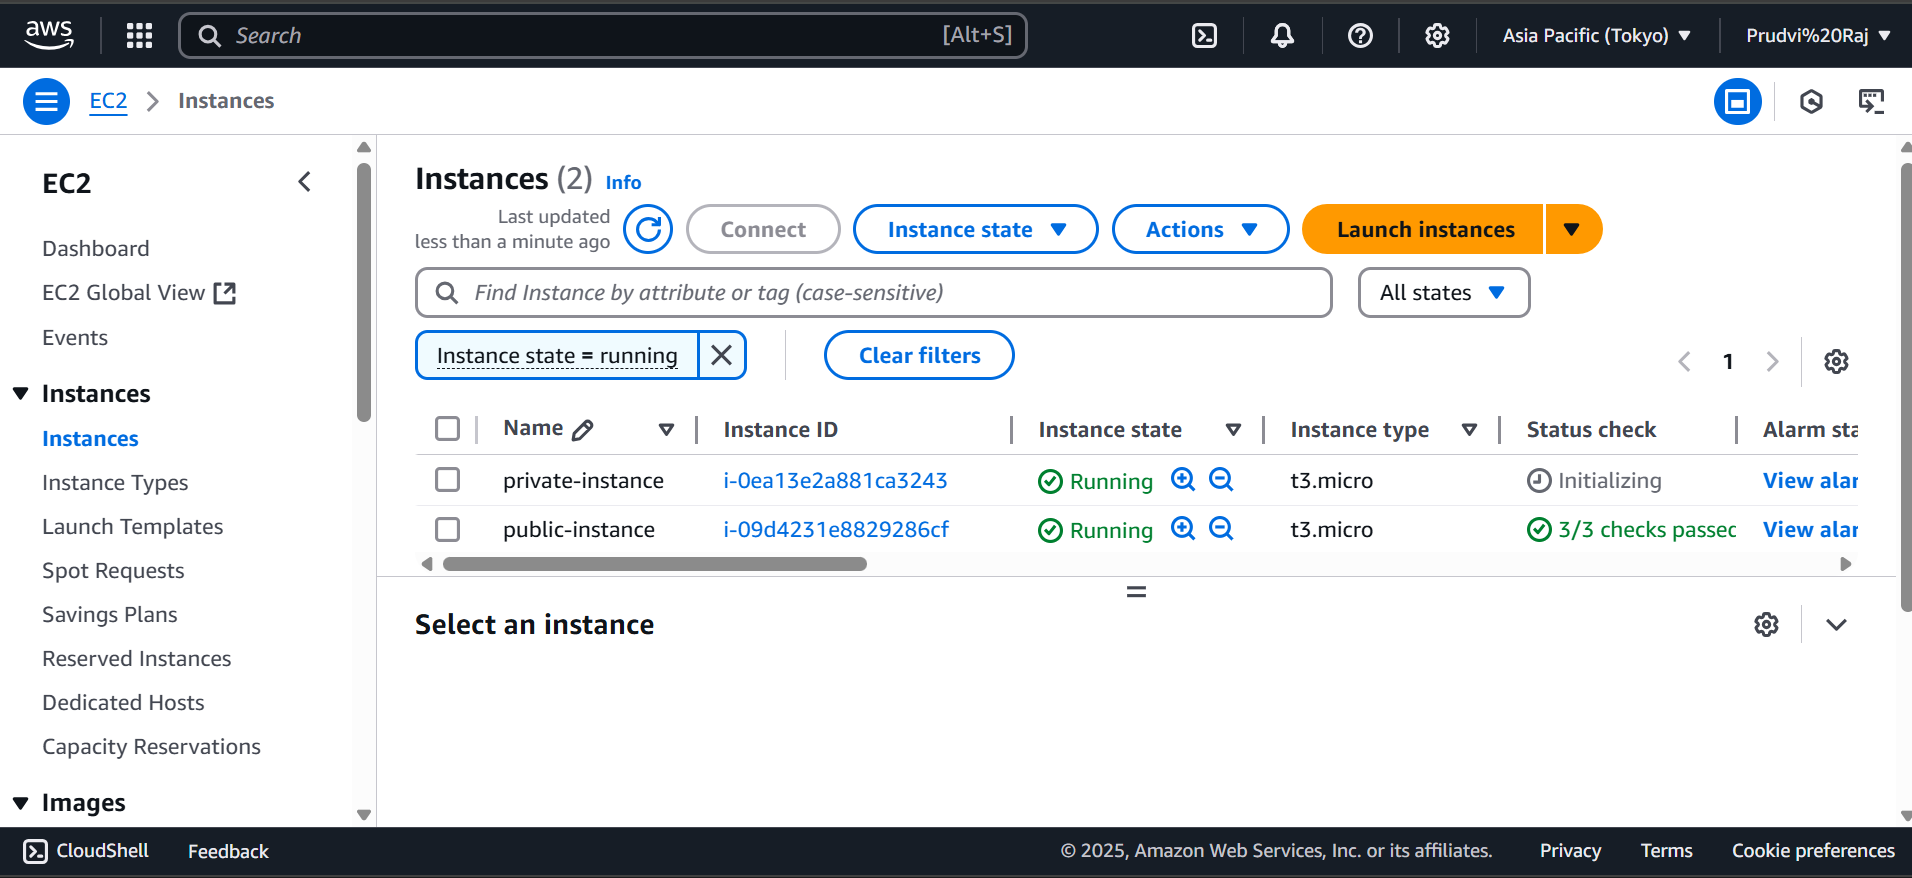 aws
Search [Alt+S]
Asia Pacific (Tokyo)
Prudvi%20Raj
EC2
Instances
EC2
Dashboard
EC2 Global View
Events
Instances
Instances
Instance Types
Launch Templates
Spot Requests
Savings Plans
Reserved Instances
Dedicated Hosts
Capacity Reservations
Images
Instances (2) Info
Last updated
less than a minute ago
Connect
Instance state
Actions
Launch instances
Find Instance by attribute or tag (case-sensitive)
All states
Instance state = running
Clear filters
1
Name Instance ID Instance state Instance type Status check Alarm sta
private-instance i-0ea13e2a881ca3243 Running t3.micro Initializing View alar
public-instance i-09d4231e8829286cf Running t3.micro 3/3 checks passed View alar
Select an instance
CloudShell Feedback © 2025, Amazon Web Services, Inc. or its affiliates. Privacy Terms Cookie preferences